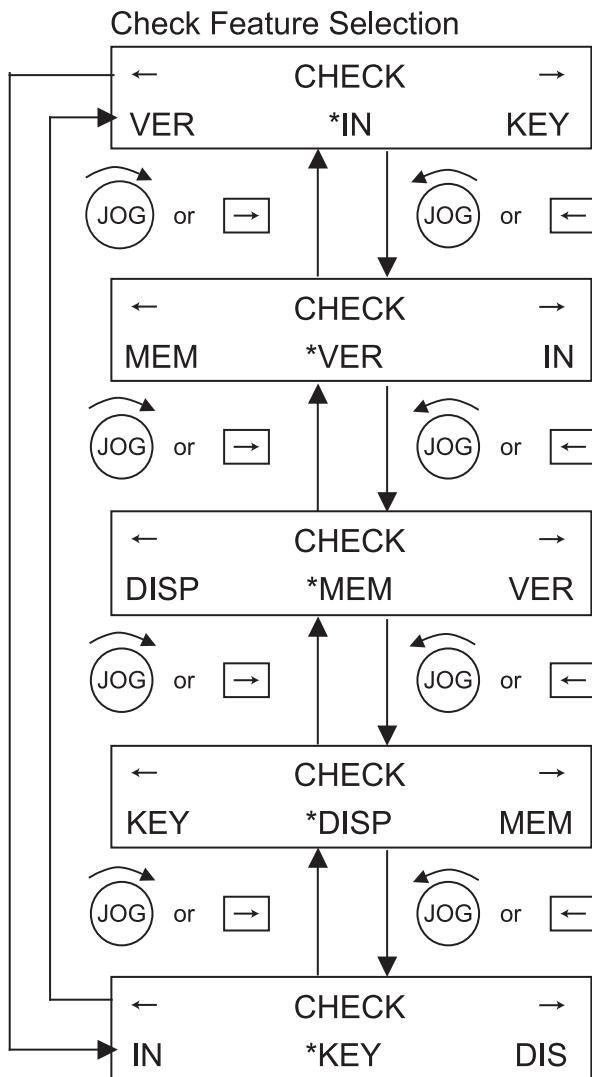 Check Feature Selection
← CHECK →
VER *IN KEY
JOG or → JOG or ←
← CHECK →
MEM *VER IN
JOG or → JOG or ←
← CHECK →
DISP *MEM VER
JOG or → JOG or ←
← CHECK →
KEY *DISP MEM
JOG or → JOG or ←
← CHECK →
IN *KEY DIS